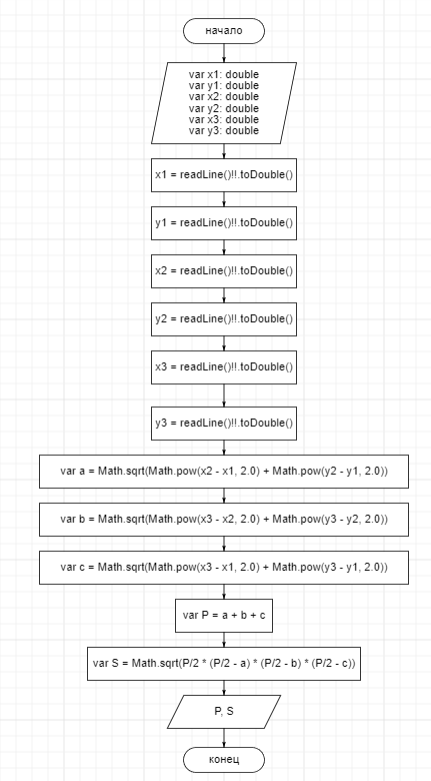 начало
var x1: double
var y1: double
var x2: double
var y2: double
var x3: double
var y3: double
x1 = readLine()!!.toDouble()
y1 = readLine()!!.toDouble()
x2 = readLine()!!.toDouble()
y2 = readLine()!!.toDouble()
x3 = readLine()!!.toDouble()
y3 = readLine()!!.toDouble()
var a = Math.sqrt(Math.pow(x2 - x1, 2.0) + Math.pow(y2 - y1, 2.0))
var b = Math.sqrt(Math.pow(x3 - x2, 2.0) + Math.pow(y3 - y2, 2.0))
var c = Math.sqrt(Math.pow(x3 - x1, 2.0) + Math.pow(y3 - y1, 2.0))
var P = a + b + c
var S = Math.sqrt(P/2 * (P/2 - a) * (P/2 - b) * (P/2 - c))
P, S
конец